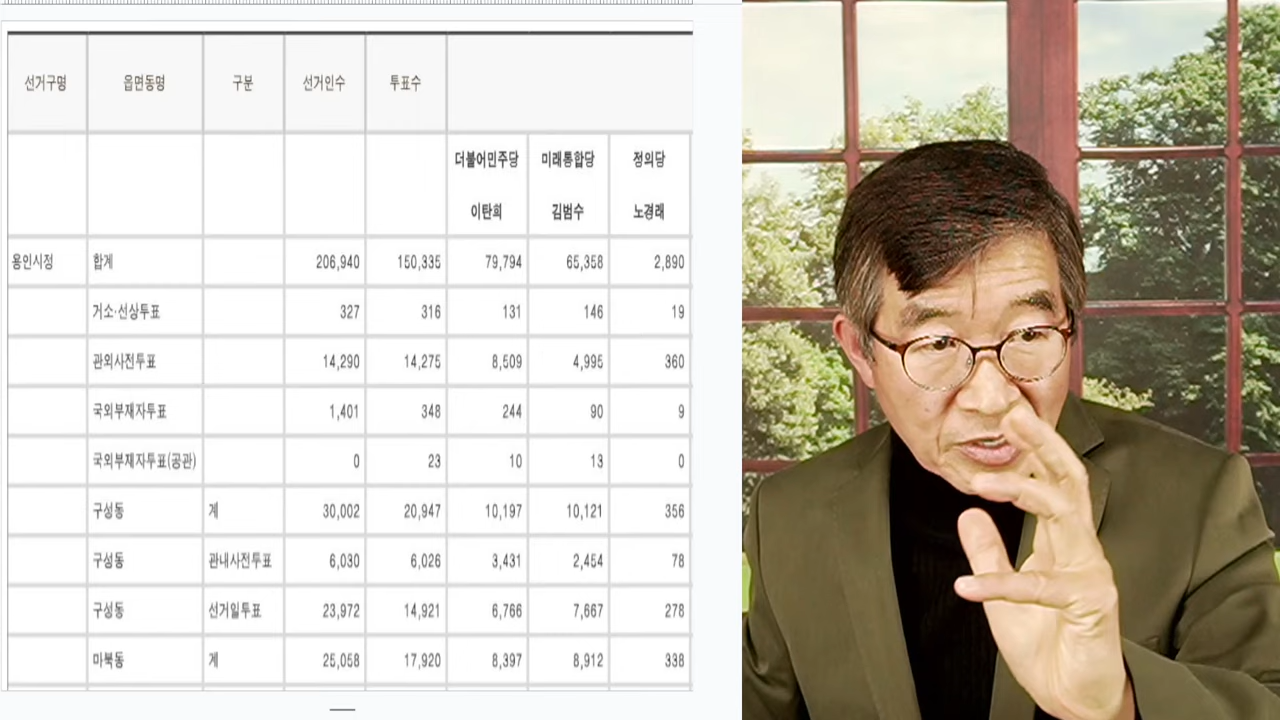 선거구명 읍면동명 구분 선거인수 투표수
더불어민주당 미래통합당 정의당
이탄희 김범수 노경래
용인시정 합계 206,940 150,335 79,794 65,358 2,890
거소·선상투표 327 316 131 146 19
관외사전투표 14,290 14,275 8,509 4,995 360
국외부재자투표 1,401 348 244 90 9
국외부재자투표(공관) 0 23 10 13 0
구성동 계 30,002 20,947 10,197 10,121 356
구성동 관내사전투표 6,030 6,026 3,431 2,454 78
구성동 선거일투표 23,972 14,921 6,766 7,667 278
마북동 계 25,058 17,920 8,397 8,912 338